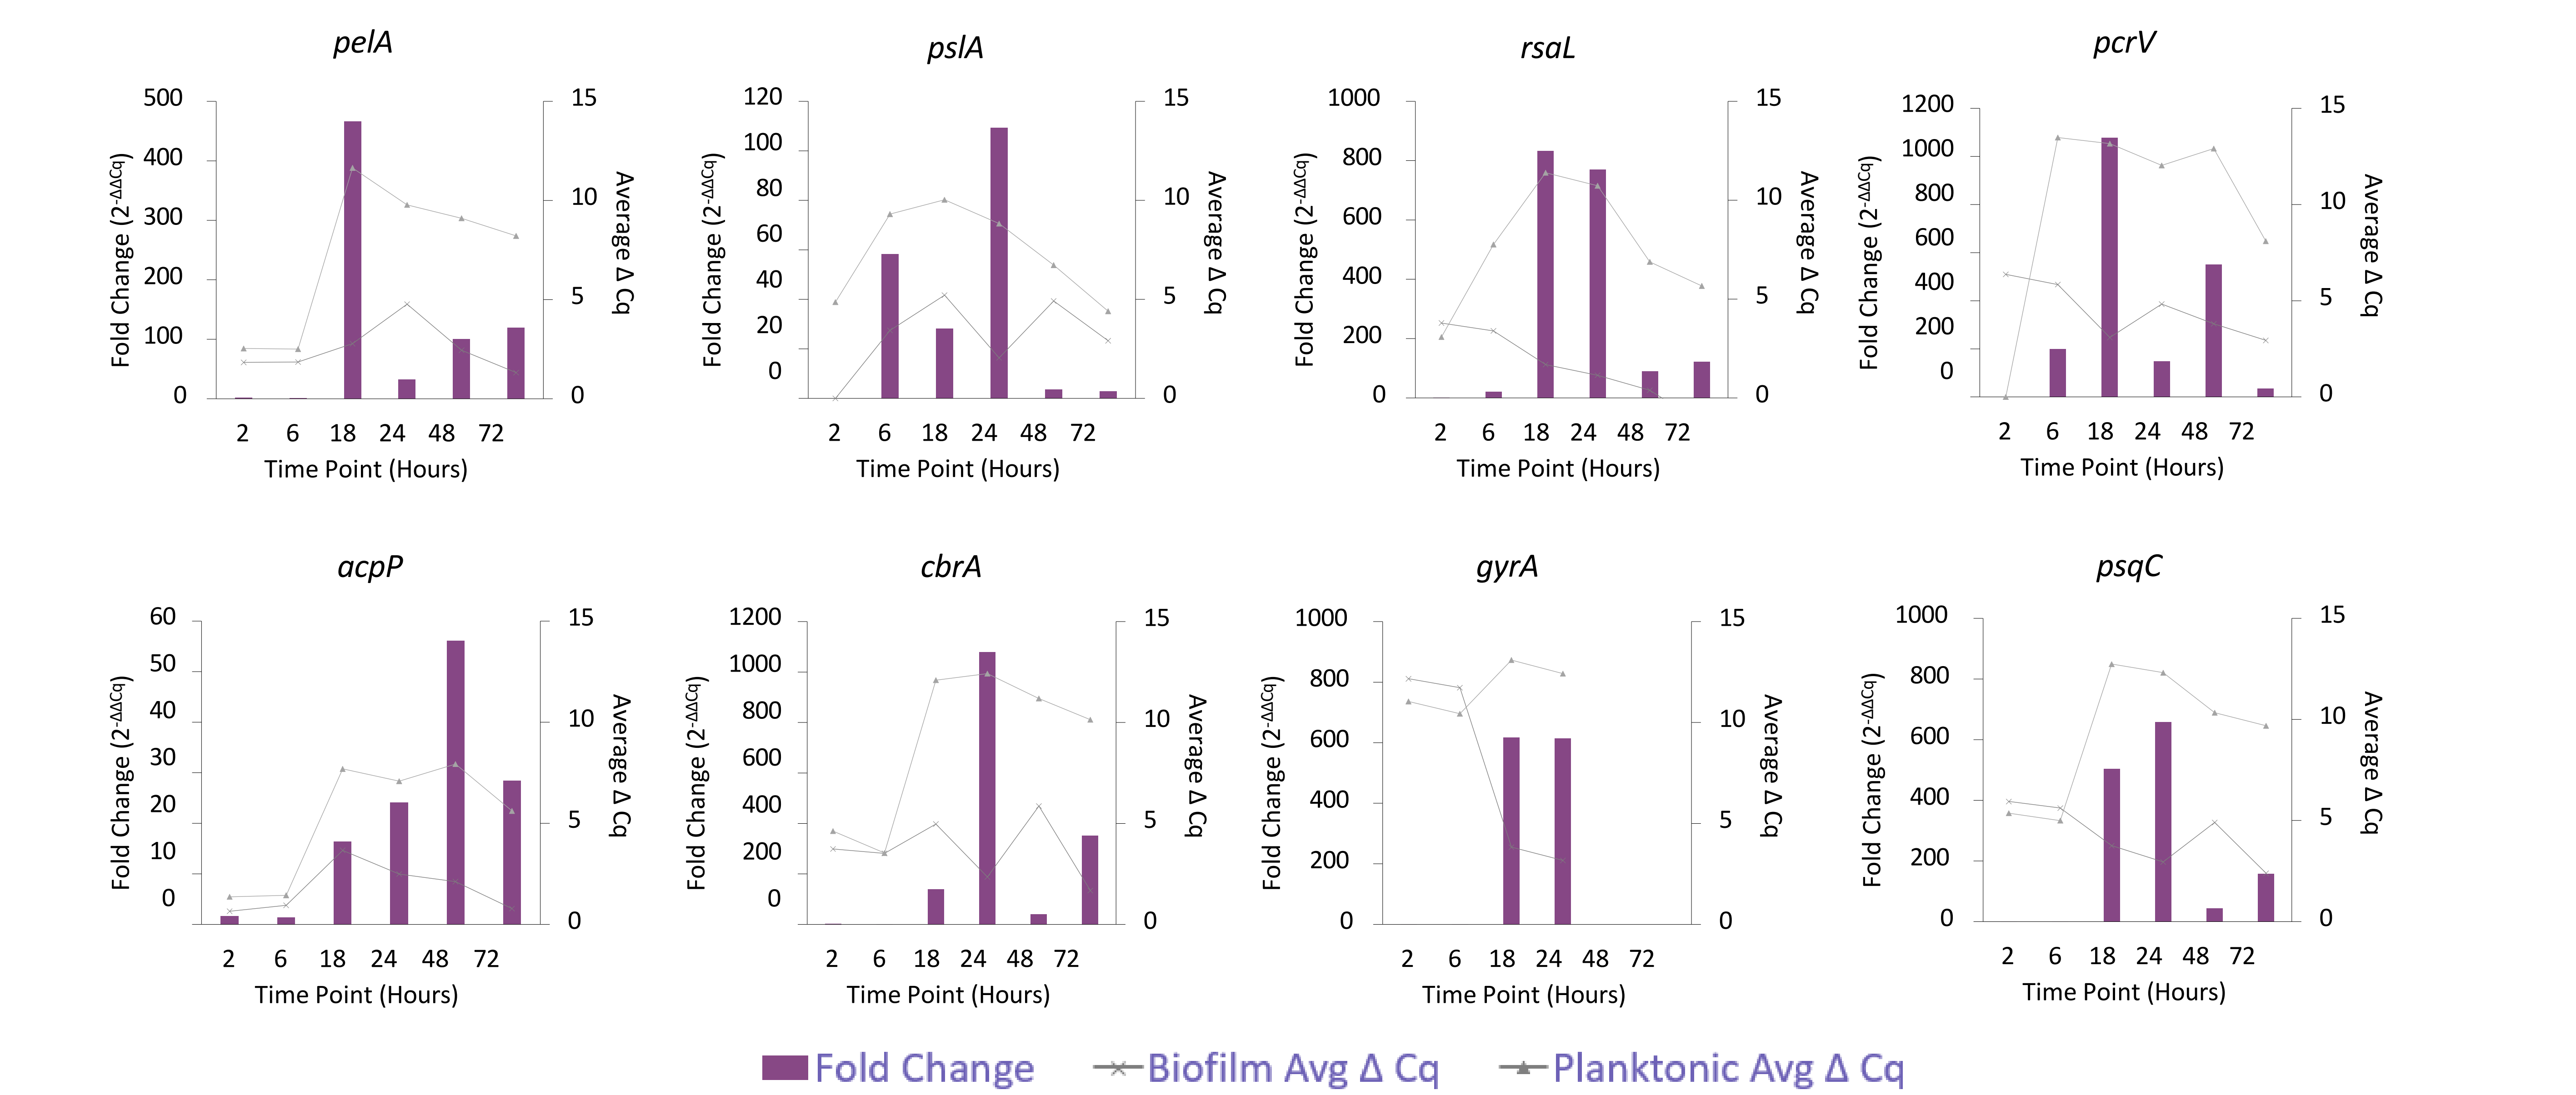 pelA
500
400
300
200
100
0
15
10
5
0
Fold Change (2-ΔΔCq)
Average Δ Cq
2 6 18 24 48 72
Time Point (Hours)
pslA
120
100
80
60
40
20
0
15
10
5
0
Fold Change (2-ΔΔCq)
Average Δ Cq
2 6 18 24 48 72
Time Point (Hours)
rsaL
1000
800
600
400
200
0
15
10
5
0
Fold Change (2-ΔΔCq)
Average Δ Cq
2 6 18 24 48 72
Time Point (Hours)
pcrV
1200
1000
800
600
400
200
0
15
10
5
0
Fold Change (2-ΔΔCq)
Average Δ Cq
2 6 18 24 48 72
Time Point (Hours)
acpP
60
50
40
30
20
10
0
15
10
5
0
Fold Change (2-ΔΔCq)
Average Δ Cq
2 6 18 24 48 72
Time Point (Hours)
cbrA
1200
1000
800
600
400
200
0
15
10
5
0
Fold Change (2-ΔΔCq)
Average Δ Cq
2 6 18 24 48 72
Time Point (Hours)
gyrA
1000
800
600
400
200
0
15
10
5
0
Fold Change (2-ΔΔCq)
Average Δ Cq
2 6 18 24 48 72
Time Point (Hours)
psqC
1000
800
600
400
200
0
15
10
5
0
Fold Change (2-ΔΔCq)
Average Δ Cq
2 6 18 24 48 72
Time Point (Hours)
Fold Change Biofilm Avg Δ Cq Planktonic Avg Δ Cq